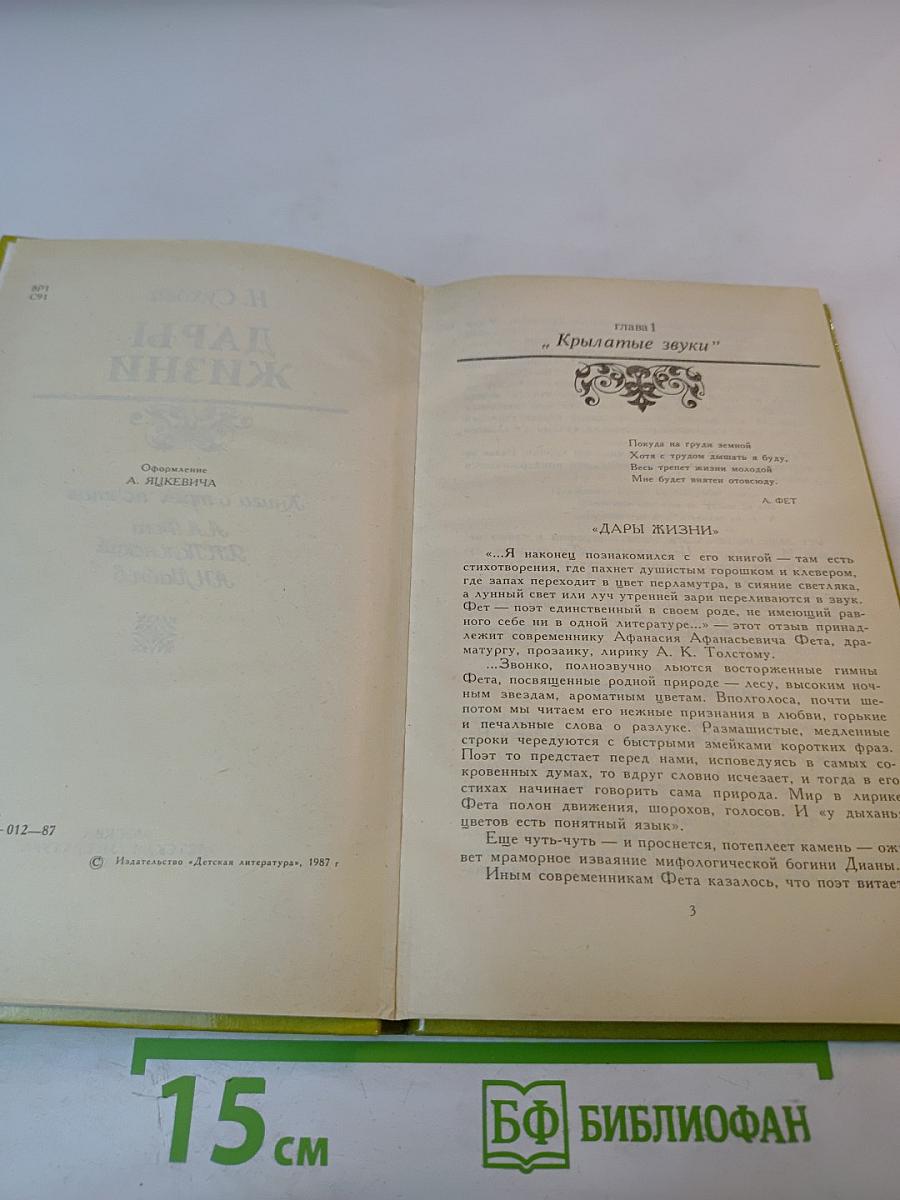 8Р1
С91
Оформление
А. ЯЦКЕВИЧА
012—87
© Издательство «Детская литература», 1987 г
глава 1
„Крылатые звуки”
Покуда на груди земной
Хотя с трудом дышать я буду,
Весь трепет жизни молодой
Мне будет внятен отовсюду.
А. ФЕТ
«ДАРЫ ЖИЗНИ»
«...Я наконец познакомился с его книгой — там есть
стихотворения, где пахнет душистым горошком и клевером,
где запах переходит в цвет перламутра, в сияние светляка,
а лунный свет или луч утренней зари переливаются в звук.
Фет — поэт единственный в своем роде, не имеющий рав-
ного себе ни в одной литературе...» — этот отзыв принад-
лежит современнику Афанасия Афанасьевича Фета, дра-
матургу, прозаику, лирику А. К. Толстому.
...Звонко, полнозвучно льются восторженные гимны
Фета, посвященные родной природе — лесу, высоким ноч-
ным звездам, ароматным цветам. Вполголоса, почти ше-
потом мы читаем его нежные признания в любви, горькие
и печальные слова о разлуке. Размашистые, медленные
строки чередуются с быстрыми змейками коротких фраз.
Поэт то предстает перед нами, исповедуясь в самых со-
кровенных думах, то вдруг словно исчезает, и тогда в его
стихах начинает говорить сама природа. Мир в лирике
Фета полон движения, шорохов, голосов. И «у дыханья
цветов есть понятный язык».
Еще чуть-чуть — и проснется, потеплеет камень — ожи-
вет мраморное изваяние мифологической богини Дианы.
Иным современникам Фета казалось, что поэт витает
3
15 см
БФ БИБЛИОФАН